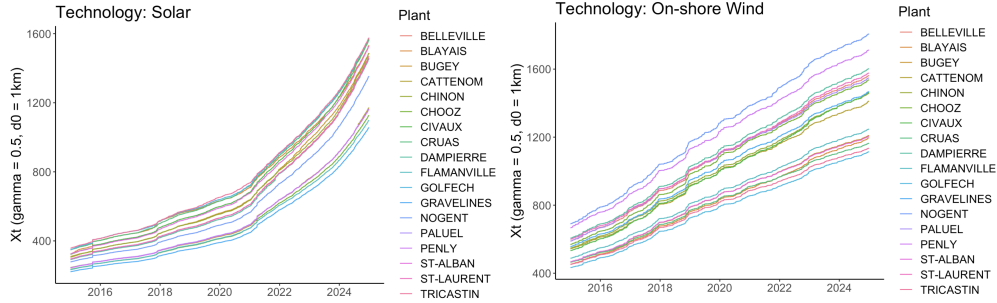 Technology: Solar
Xt (gamma = 0.5, d0 = 1km)
1600
1200
800
400
2016
2018
2020
2022
2024
Plant
BELLEVILLE
BLAYAIS
BUGEY
CATTENOM
CHINON
CHOOZ
CIVAUX
CRUAS
DAMPIERRE
FLAMANVILLE
GOLFECH
GRAVELINES
NOGENT
PALUEL
PENLY
ST-ALBAN
ST-LAURENT
TRICASTIN
Technology: On-shore Wind
Xt (gamma = 0.5, d0 = 1km)
1600
1200
800
400
2016
2018
2020
2022
2024
Plant
BELLEVILLE
BLAYAIS
BUGEY
CATTENOM
CHINON
CHOOZ
CIVAUX
CRUAS
DAMPIERRE
FLAMANVILLE
GOLFECH
GRAVELINES
NOGENT
PALUEL
PENLY
ST-ALBAN
ST-LAURENT
TRICASTIN